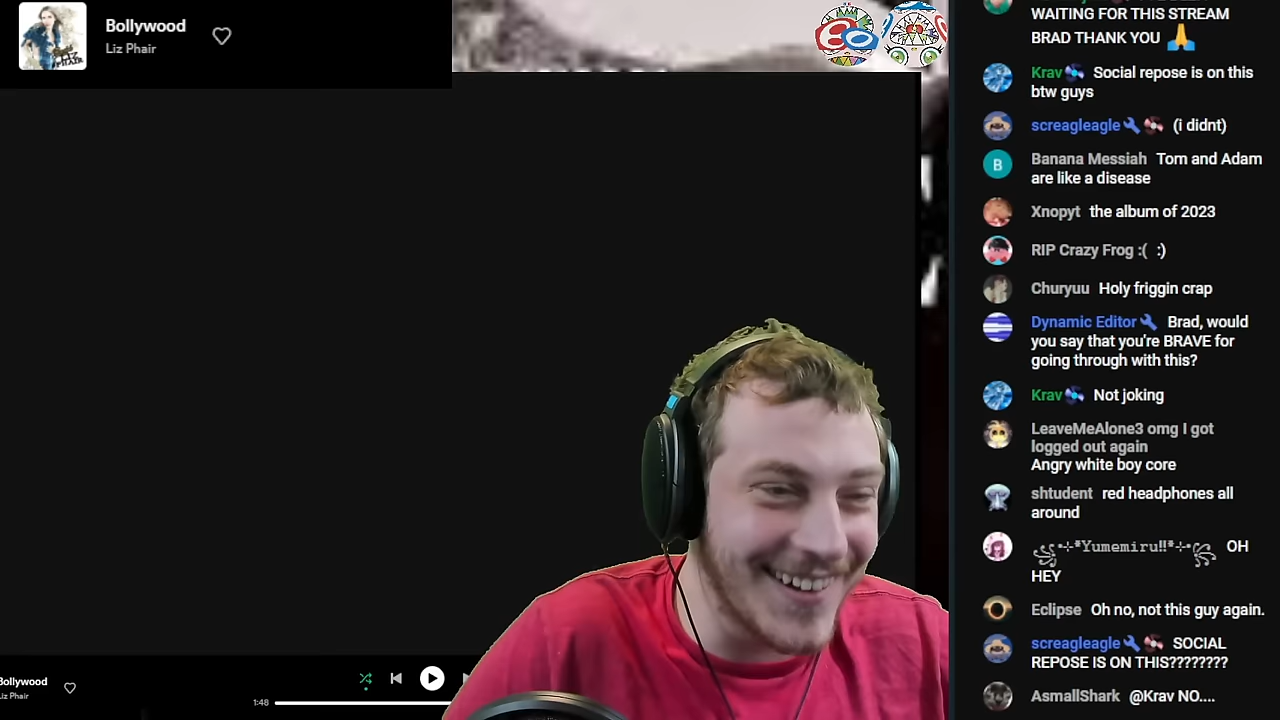 Bollywood
Liz Phair
WAITING FOR THIS STREAM
BRAD THANK YOU 🙏
Krav Social repose is on this
btw guys
screagleagle (i didnt)
Banana Messiah Tom and Adam
are like a disease
Xnopyt the album of 2023
RIP Crazy Frog :( :)
Churyuu Holy friggin crap
Dynamic Editor Brad, would
you say that you're BRAVE for
going through with this?
Krav Not joking
LeaveMeAlone3 omg I got
logged out again
Angry white boy core
shtudent red headphones all
around
꧁⊹*Yumemiru!!*⊹꧂ OH
HEY
Eclipse Oh no, not this guy again.
screagleagle SOCIAL
REPOSE IS ON THIS????????
AsmallShark @Krav NO....
Bollywood
Liz Phair
1:48